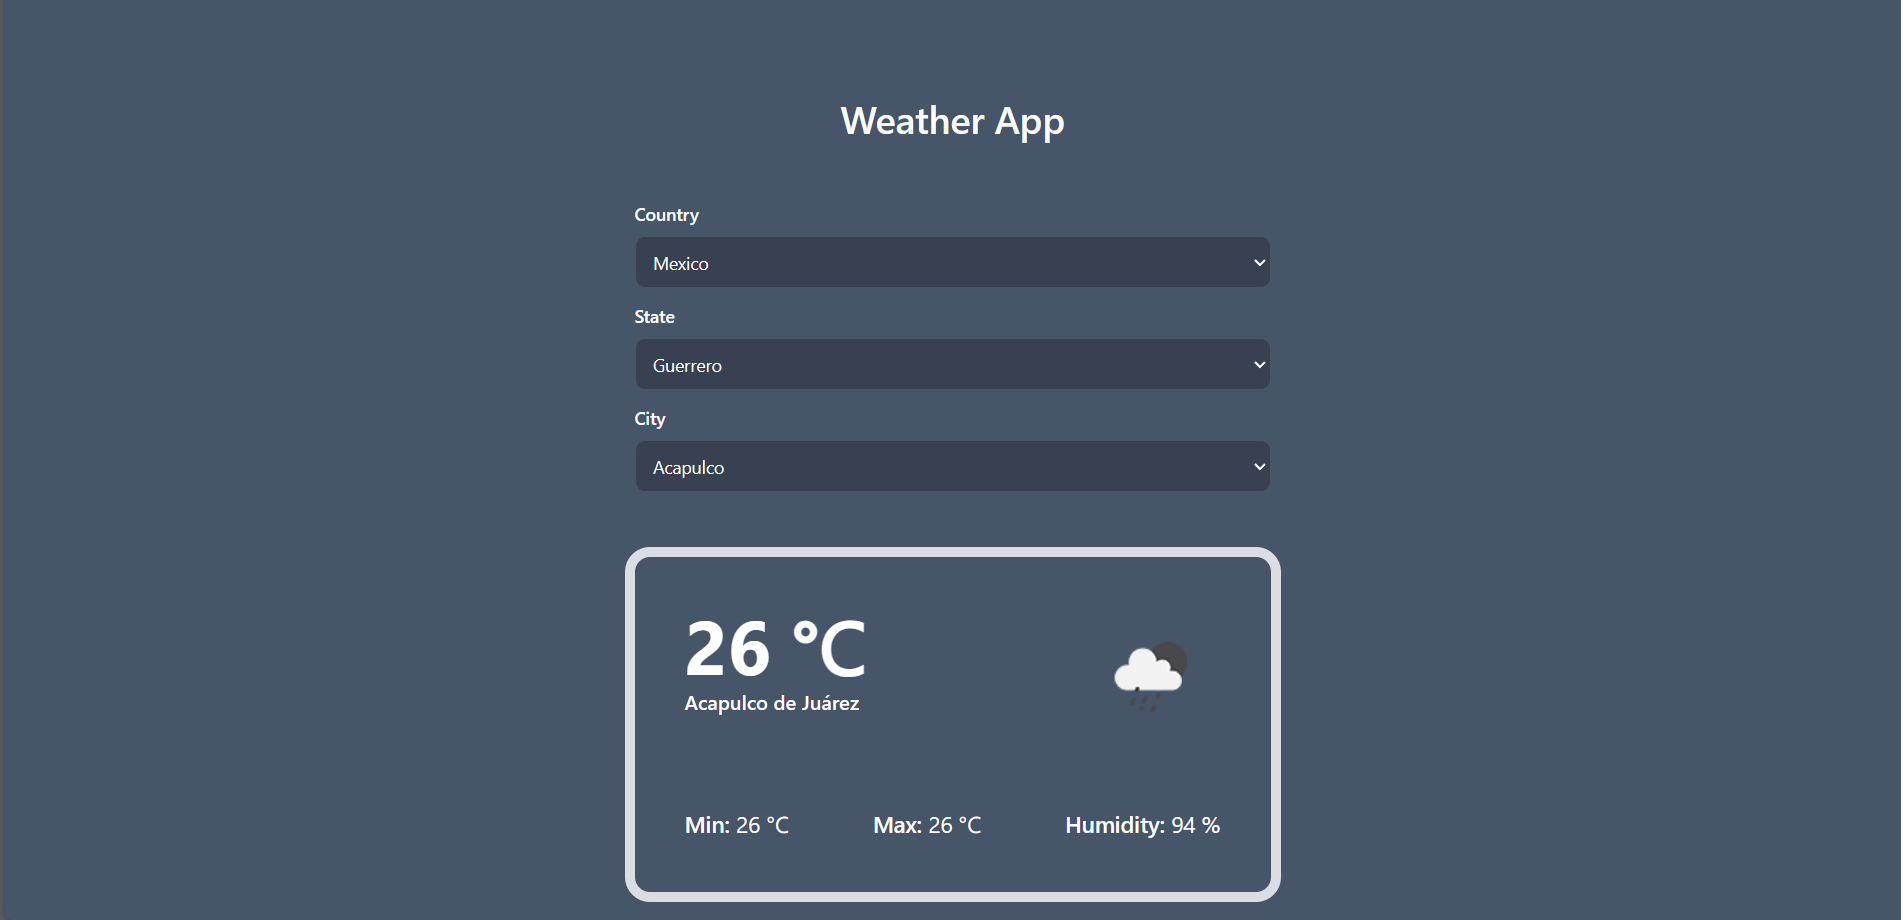 Weather App
Country
Mexico
State
Guerrero
City
Acapulco
26 °C
Acapulco de Juárez
Min: 26 °C Max: 26 °C Humidity: 94 %